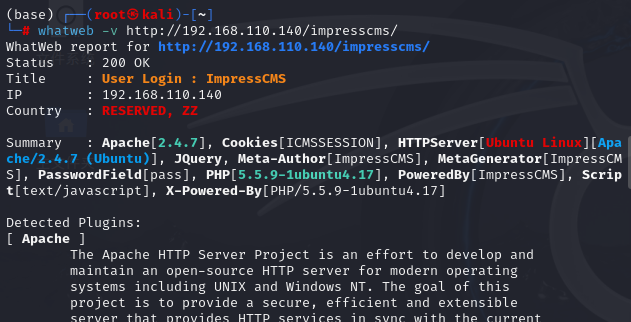 (base) ┌──(root㉿kali)-[~]
└─# whatweb -v http://192.168.110.140/impresscms/
WhatWeb report for http://192.168.110.140/impresscms/
Status    : 200 OK
Title     : User Login : ImpressCMS
IP        : 192.168.110.140
Country   : RESERVED, ZZ
Summary   : Apache[2.4.7], Cookies[ICMSSESSION], HTTPServer[Ubuntu Linux][Apa
che/2.4.7 (Ubuntu)], JQuery, Meta-Author[ImpressCMS], MetaGenerator[ImpressCM
S], PasswordField[pass], PHP[5.5.9-1ubuntu4.17], PoweredBy[ImpressCMS], Scrip
t[text/javascript], X-Powered-By[PHP/5.5.9-1ubuntu4.17]
Detected Plugins:
[ Apache ]
The Apache HTTP Server Project is an effort to develop and
maintain an open-source HTTP server for modern operating
systems including UNIX and Windows NT. The goal of this
project is to provide a secure, efficient and extensible
server that provides HTTP services in sync with the current